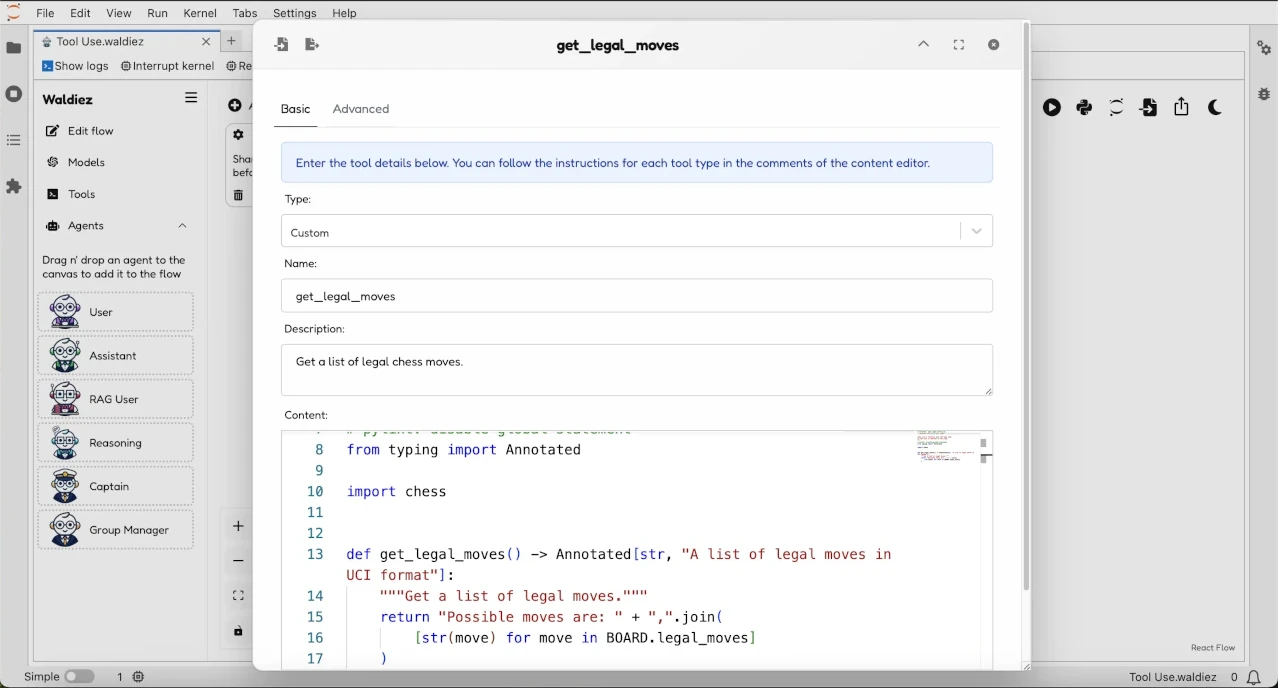 File Edit View Run Kernel Tabs Settings Help
Tool Use.waldiez
Show logs Interrupt kernel Re
Waldiez
Edit flow
Models
Tools
Agents
Drag n' drop an agent to the
canvas to add it to the flow
User
Assistant
RAG User
Reasoning
Captain
Group Manager
Shar
befo
get_legal_moves
Basic Advanced
Enter the tool details below. You can follow the instructions for each tool type in the comments of the content editor.
Type:
Custom
Name:
get_legal_moves
Description:
Get a list of legal chess moves.
Content:
# pylint: disable=global-statement
8 from typing import Annotated
9
10 import chess
11
12
13 def get_legal_moves() -> Annotated[str, "A list of legal moves in
UCI format"]:
14 """Get a list of legal moves."""
15 return "Possible moves are: " + ",".join(
16 [str(move) for move in BOARD.legal_moves]
17 )
React Flow
Simple 1 Tool Use.waldiez 0